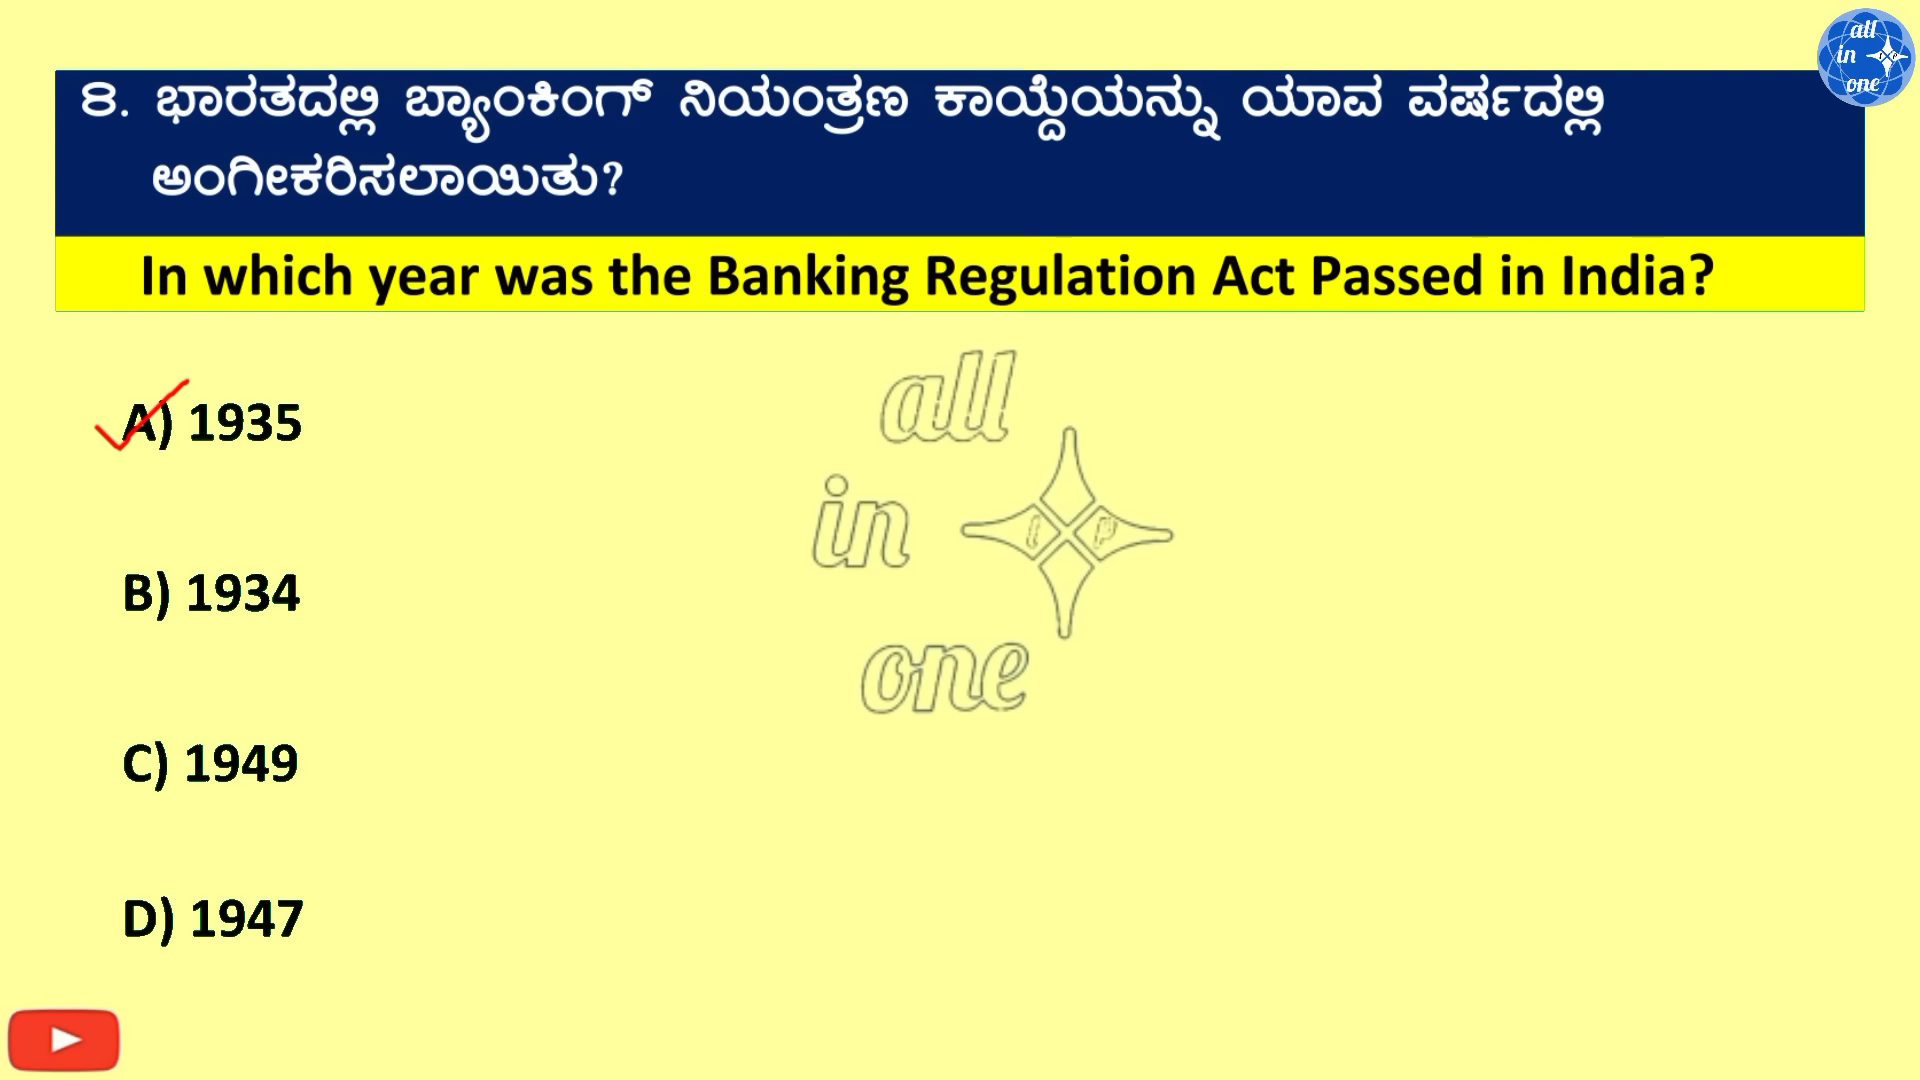 all
in
one
8. ಭಾರತದಲ್ಲಿ ಬ್ಯಾಂಕಿಂಗ್ ನಿಯಂತ್ರಣ ಕಾಯ್ದೆಯನ್ನು ಯಾವ ವರ್ಷದಲ್ಲಿ
ಅಂಗೀಕರಿಸಲಾಯಿತು?
In which year was the Banking Regulation Act Passed in India?
A) 1935
B) 1934
C) 1949
D) 1947
all
in
one